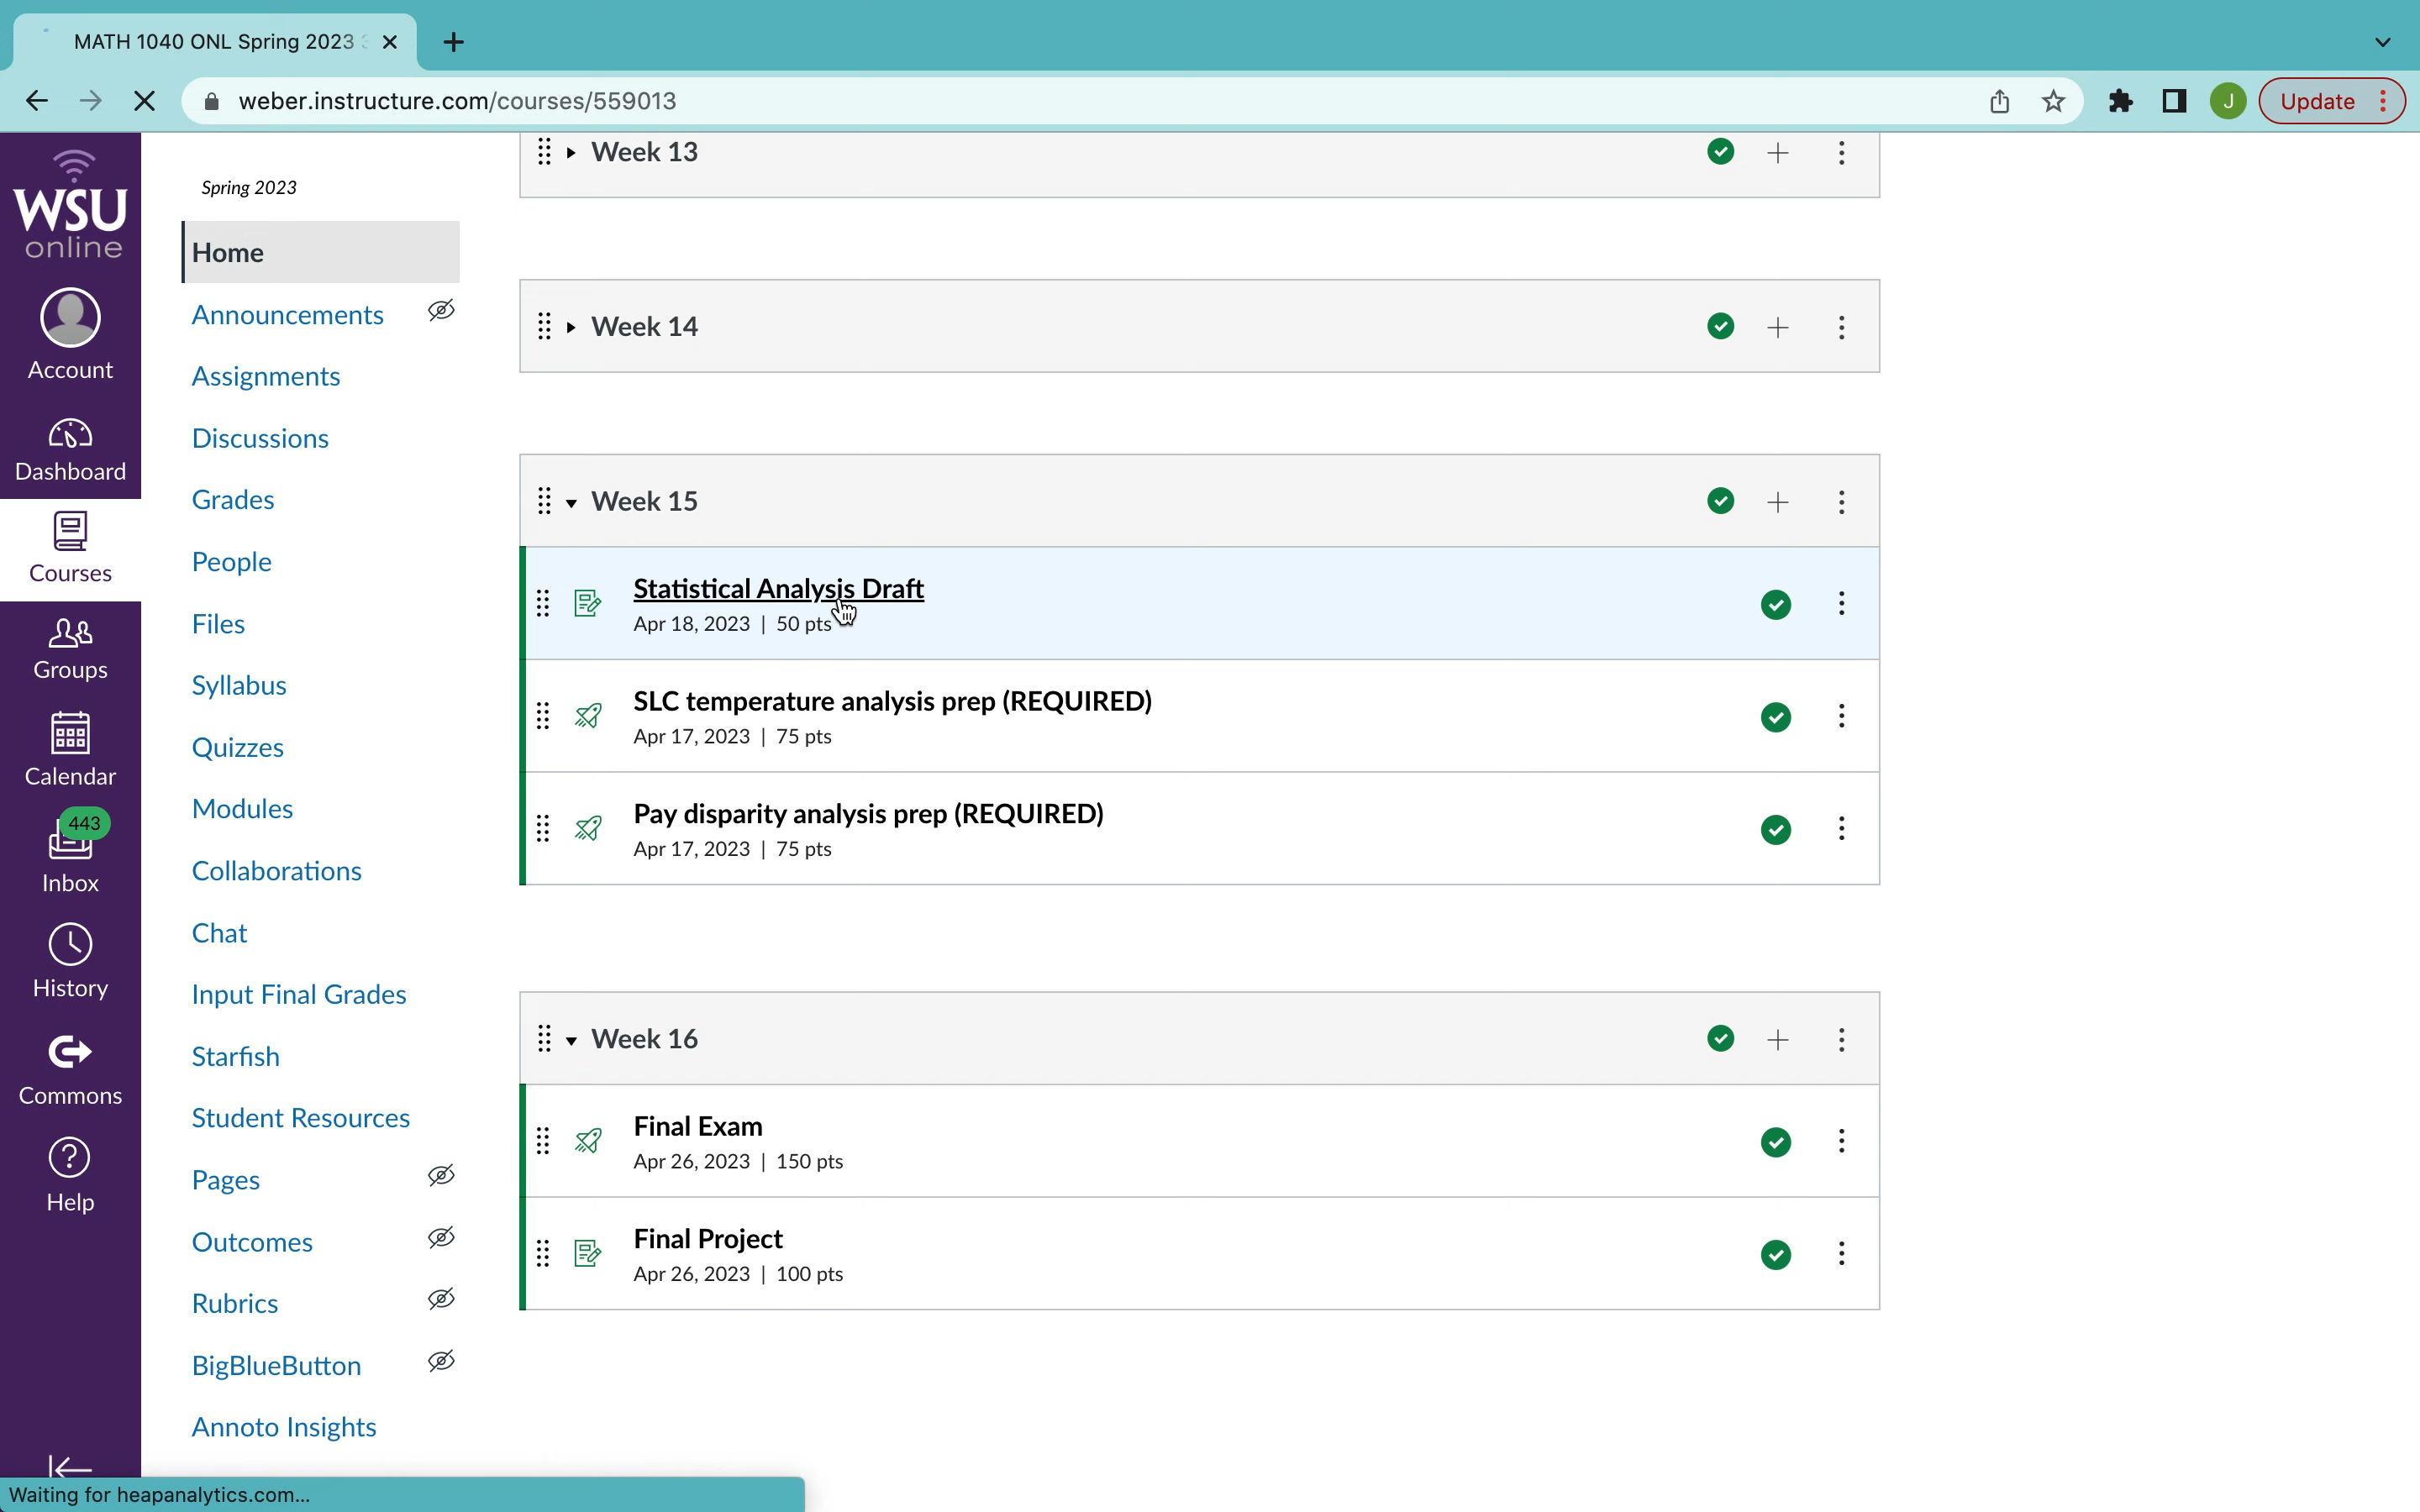 MATH 1040 ONL Spring 2023
weber.instructure.com/courses/559013
J
Update
WSU
online
Account
Dashboard
Courses
Groups
Calendar
443
Inbox
History
Commons
Help
Spring 2023
Home
Announcements
Assignments
Discussions
Grades
People
Files
Syllabus
Quizzes
Modules
Collaborations
Chat
Input Final Grades
Starfish
Student Resources
Pages
Outcomes
Rubrics
BigBlueButton
Annoto Insights
Week 13
Week 14
Week 15
Statistical Analysis Draft
Apr 18, 2023 | 50 pts
SLC temperature analysis prep (REQUIRED)
Apr 17, 2023 | 75 pts
Pay disparity analysis prep (REQUIRED)
Apr 17, 2023 | 75 pts
Week 16
Final Exam
Apr 26, 2023 | 150 pts
Final Project
Apr 26, 2023 | 100 pts
Waiting for heapanalytics.com...